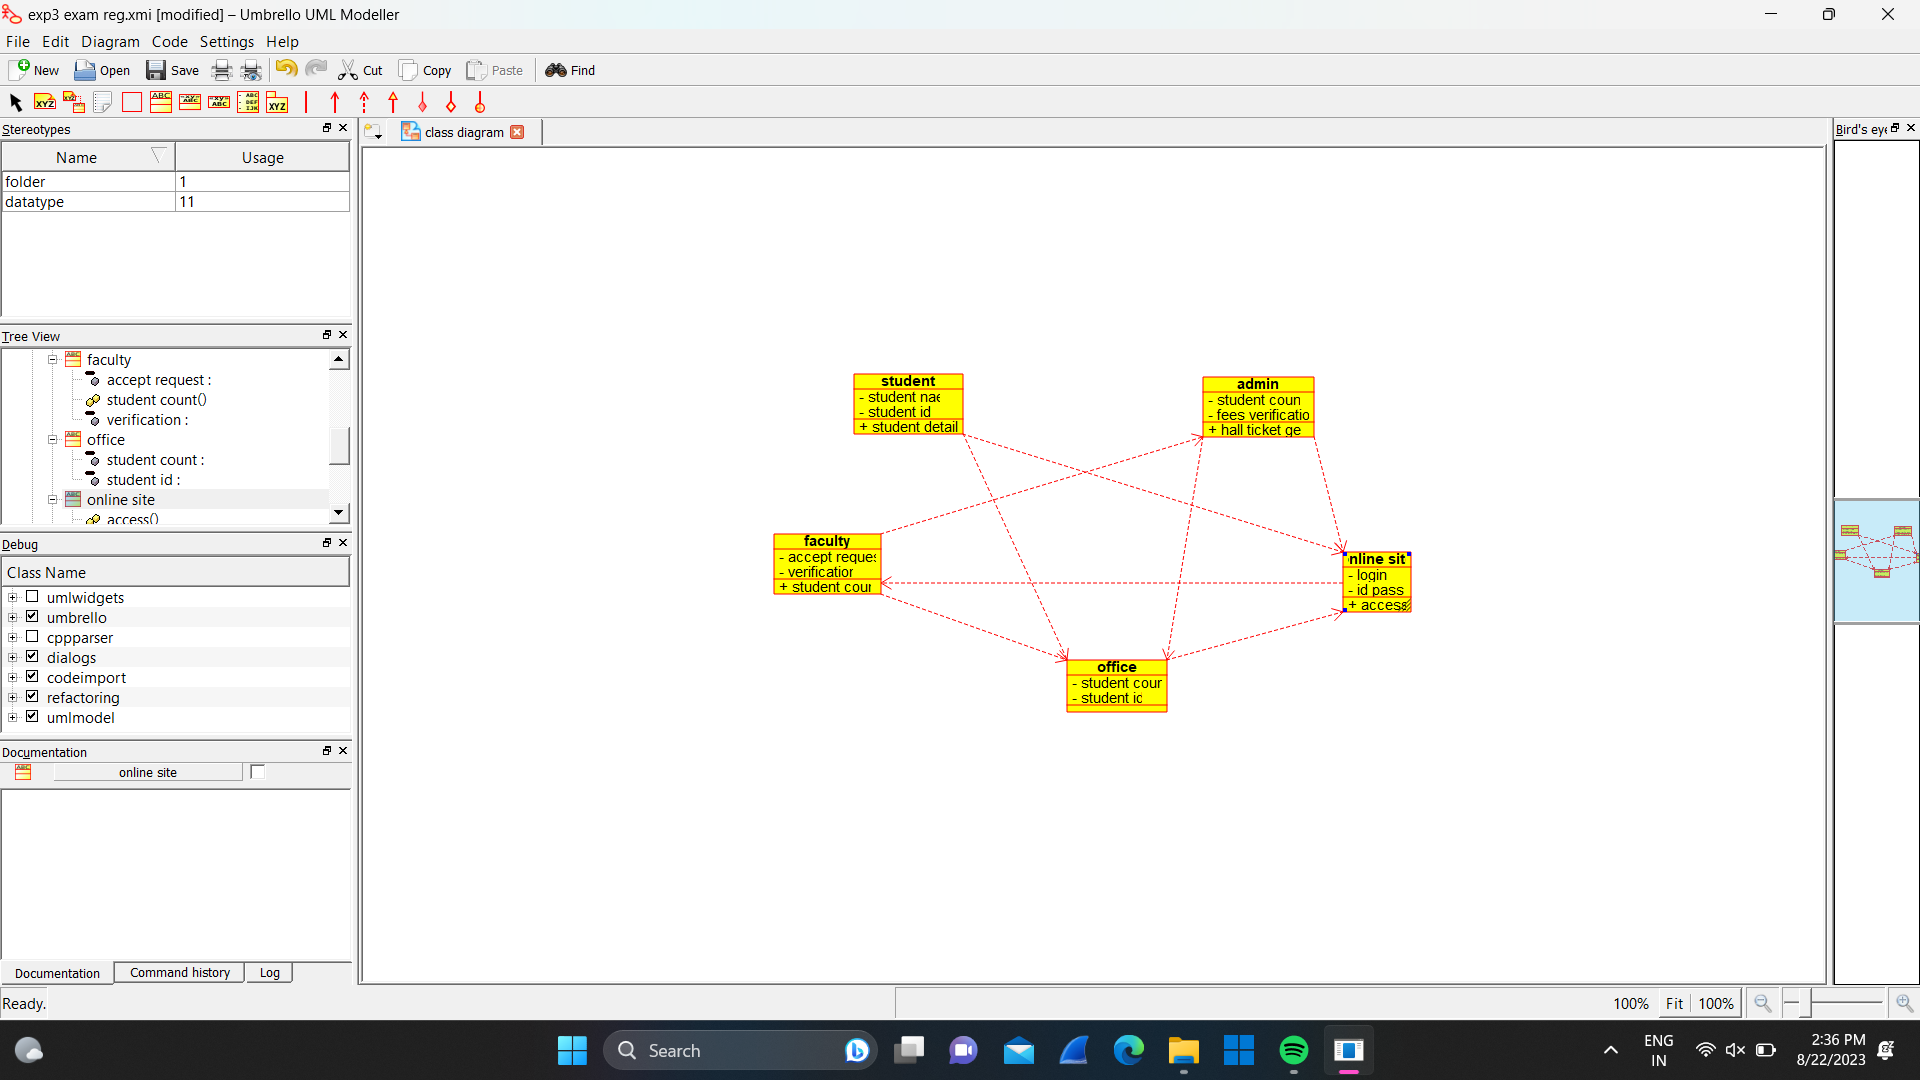 exp3 exam reg.xmi [modified] – Umbrello UML Modeller
File Edit Diagram Code Settings Help
New Open Save Cut Copy Paste Find
Stereotypes
Name Usage
folder 1
datatype 11
Tree View
faculty
accept request :
student count()
verification :
office
student count :
student id :
online site
access()
Debug
Class Name
umlwidgets
umbrello
cppparser
dialogs
codeimport
refactoring
umlmodel
Documentation
online site
Documentation Command history Log
Ready.
class diagram
student
- student nae
- student id
+ student detail
admin
- student coun
- fees verificatio
+ hall ticket ge
faculty
- accept reques
- verification
+ student cour
nline sit
- login
- id pass
+ access
office
- student cour
- student id
Bird's eye
100% Fit 100%
Search
ENG
IN
2:36 PM
8/22/2023